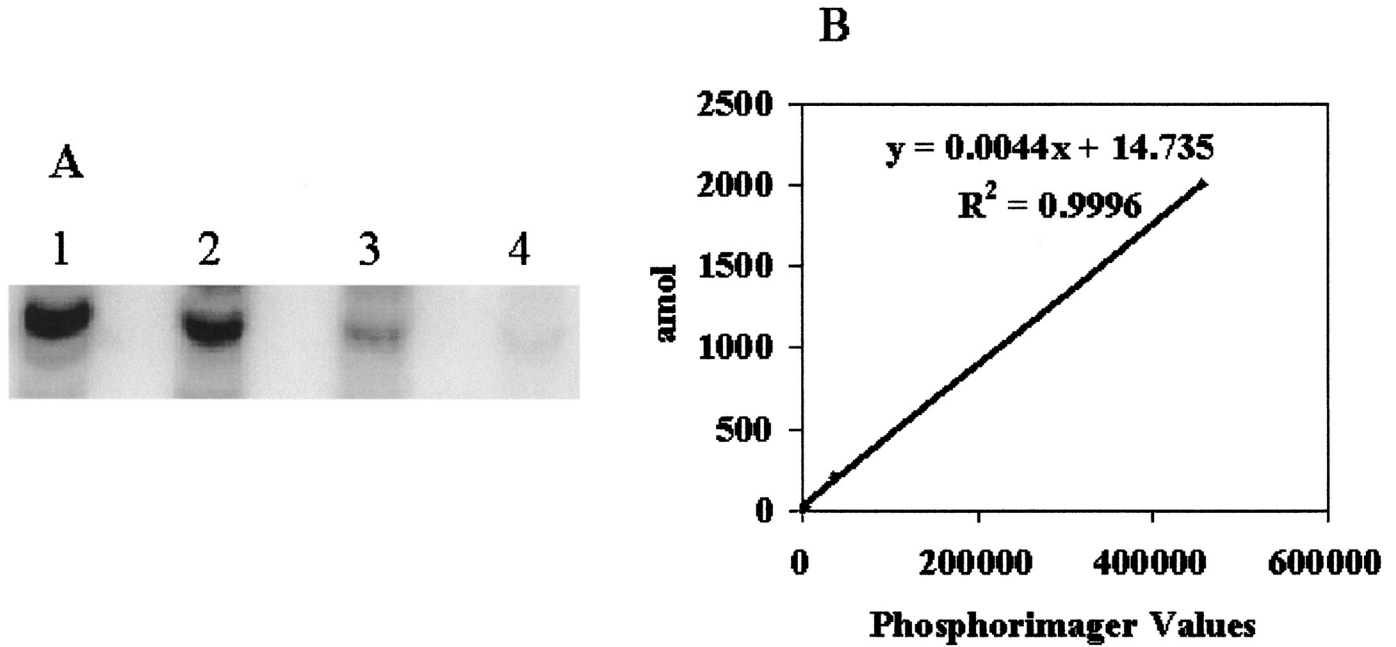 A
1 2 3 4
B
2500
2000
1500
1000
500
0
amol
y = 0.0044x + 14.735
R² = 0.9996
0 200000 400000 600000
Phosphorimager Values